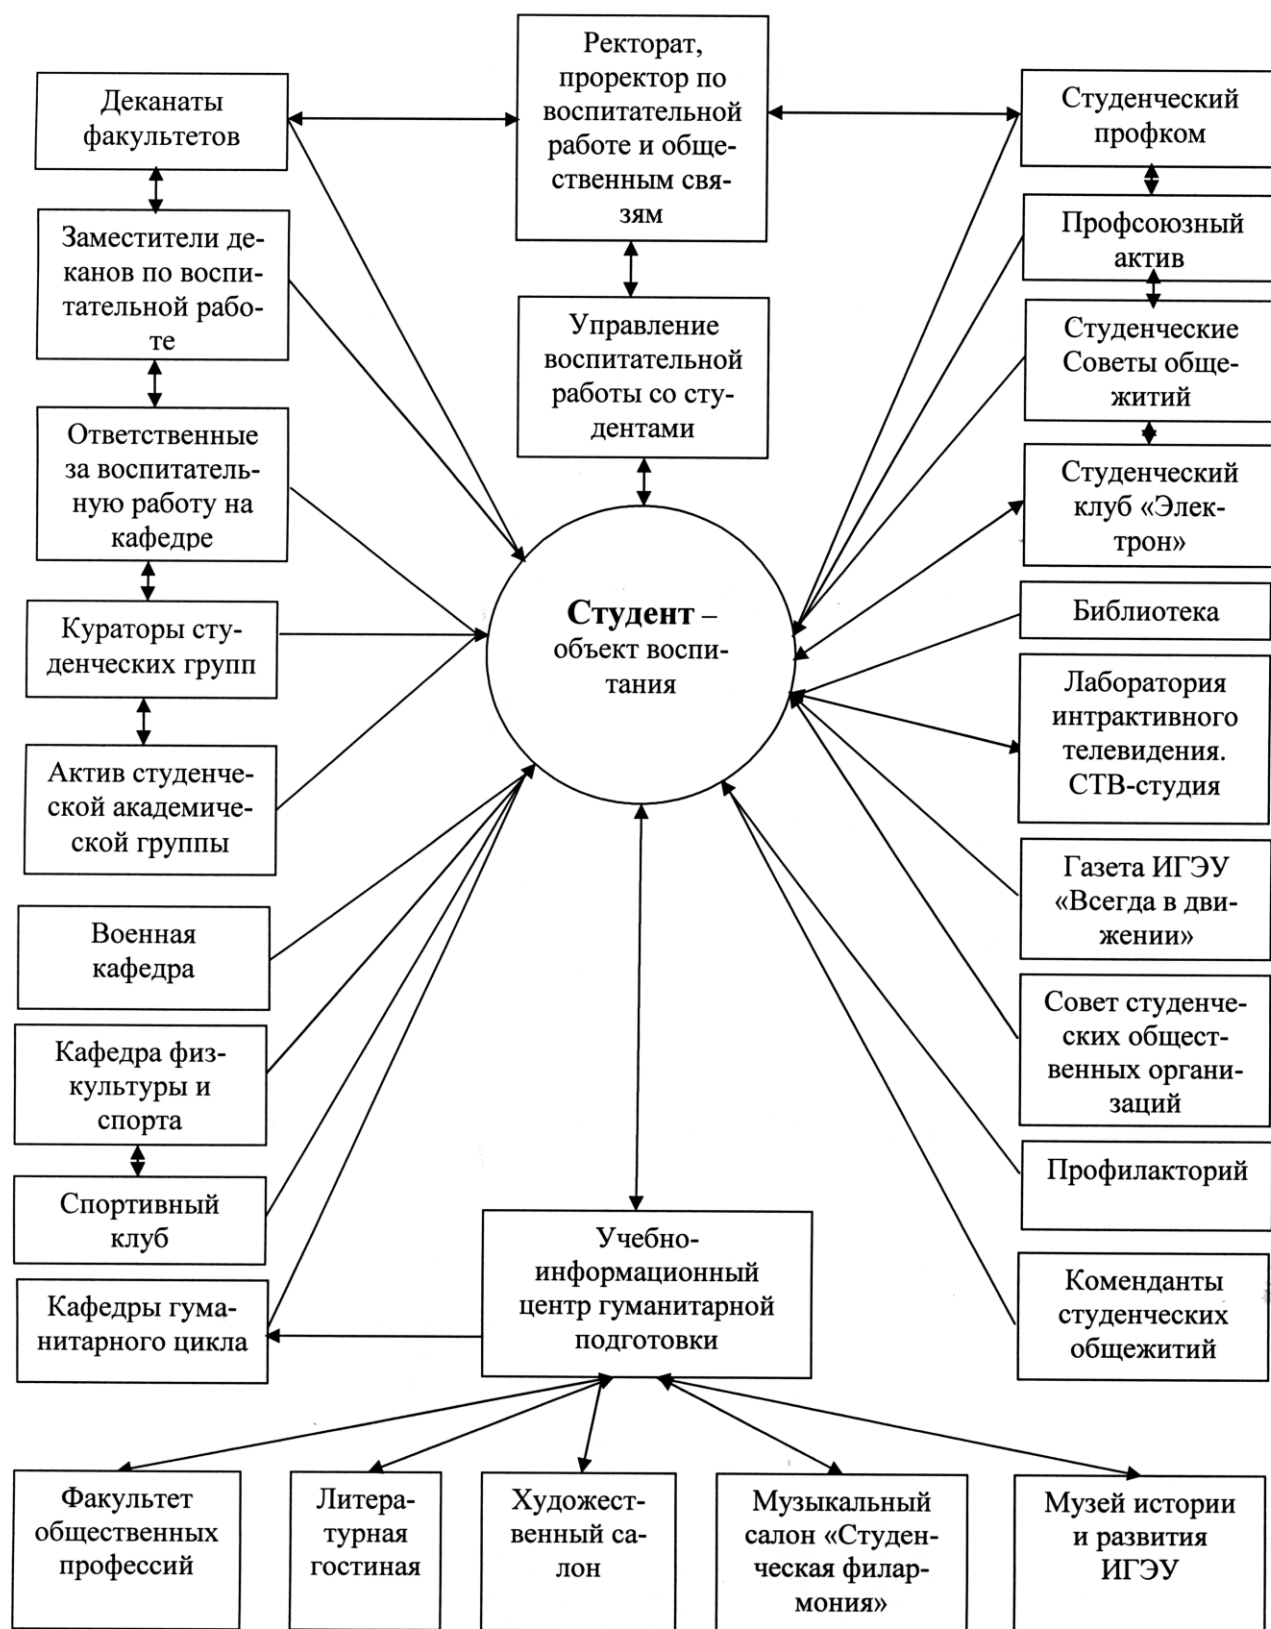 Ректорат,
проректор по
воспитательной
работе и обще-
ственным свя-
зям
Деканаты
факультетов
Студенческий
профком
Заместители де-
канов по воспи-
тательной рабо-
те
Профсоюзный
актив
Управление
воспитательной
работы со сту-
дентами
Студенческие
Советы обще-
житий
Ответственные
за воспитатель-
ную работу на
кафедре
Студенческий
клуб «Элек-
трон»
Студент –
объект воспи-
тания
Кураторы сту-
денческих групп
Библиотека
Лаборатория
интрактивного
телевидения.
СТВ-студия
Актив студенче-
ской академиче-
ской группы
Газета ИГЭУ
«Всегда в дви-
жении»
Военная
кафедра
Совет студенче-
ских общест-
венных органи-
заций
Кафедра физ-
культуры и
спорта
Профилакторий
Спортивный
клуб
Учебно-
информационный
центр гуманитарной
подготовки
Коменданты
студенческих
общежитий
Кафедры гума-
нитарного цикла
Факультет
общественных
профессий
Литера-
турная
гостиная
Художест-
венный са-
лон
Музыкальный
салон «Студен-
ческая филар-
мония»
Музей истории
и развития
ИГЭУ